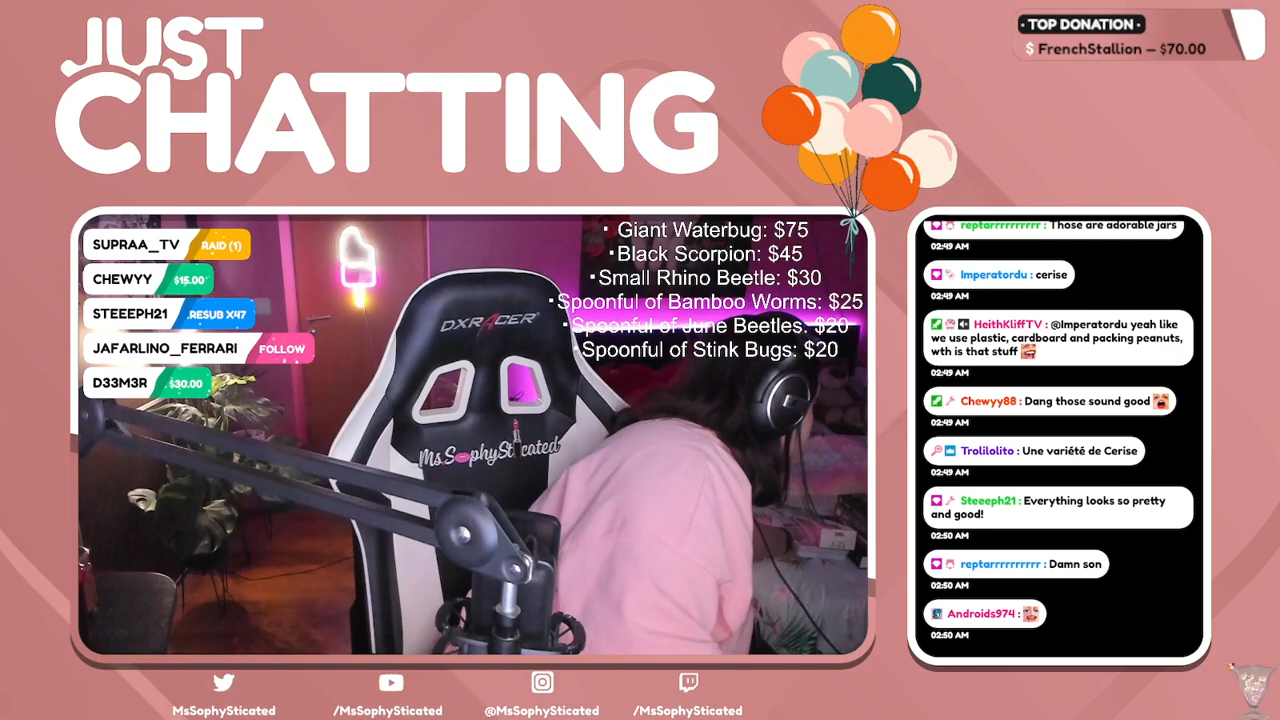 JUST
CHATTING
· TOP DONATION ·
$ FrenchStallion – $70.00
SUPRAA_TV RAID (1)
CHEWYY $15.00
STEEEPH21 RESUB X47
JAFARLINO_FERRARI FOLLOW
D33M3R $30.00
· Giant Waterbug: $75
· Black Scorpion: $45
· Small Rhino Beetle: $30
· Spoonful of Bamboo Worms: $25
· Spoonful of June Beetles: $20
· Spoonful of Stink Bugs: $20
DXRACER
Ms.SophySticated
reptarrrrrrrrrr : Those are adorable jars
02:49 AM
Imperatordu : cerise
02:49 AM
HeithKliffTV : @Imperatordu yeah like
we use plastic, cardboard and packing peanuts,
wth is that stuff
02:49 AM
Chewyy88 : Dang those sound good
02:49 AM
Trolilolito : Une variété de Cerise
02:49 AM
Steeeph21 : Everything looks so pretty
and good!
02:50 AM
reptarrrrrrrrrr : Damn son
02:50 AM
Androids974 :
02:50 AM
MsSophySticated
/MsSophySticated
@MsSophySticated
/MsSophySticated